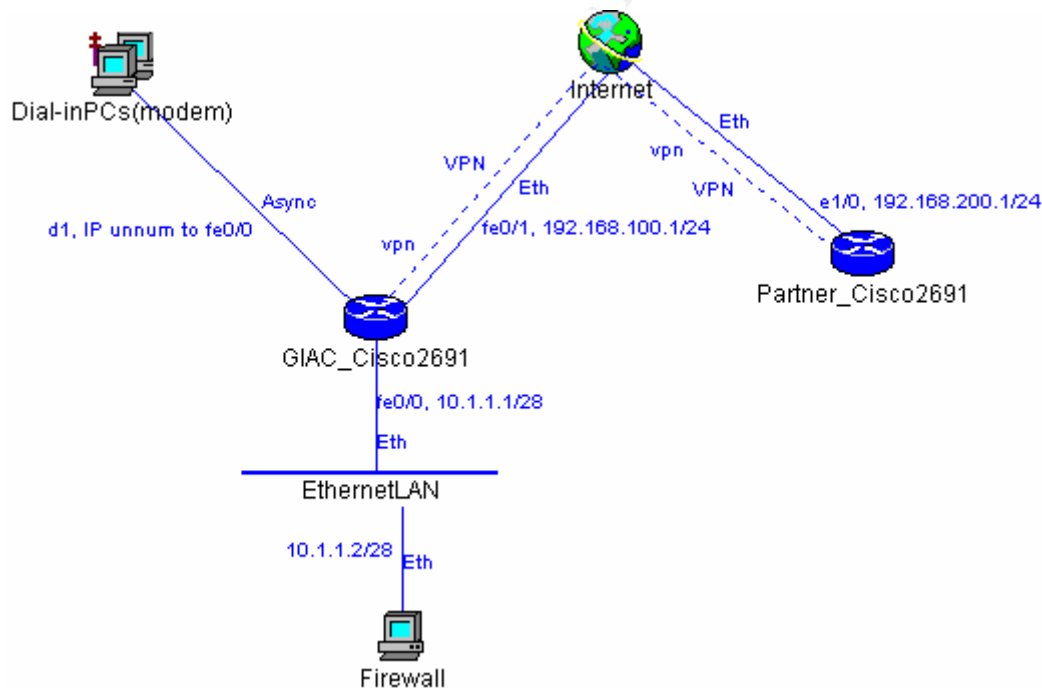 Internet
Dial-inPCs(modem)
Eth
vpn
VPN
VPN
Eth
Async
e1/0, 192.168.200.1/24
d1, IP unnum to fe0/0
fe0/1, 192.168.100.1/24
vpn
Partner_Cisco2691
GIAC_Cisco2691
fe0/0, 10.1.1.1/28
Eth
EthernetLAN
10.1.1.2/28
Eth
Firewall